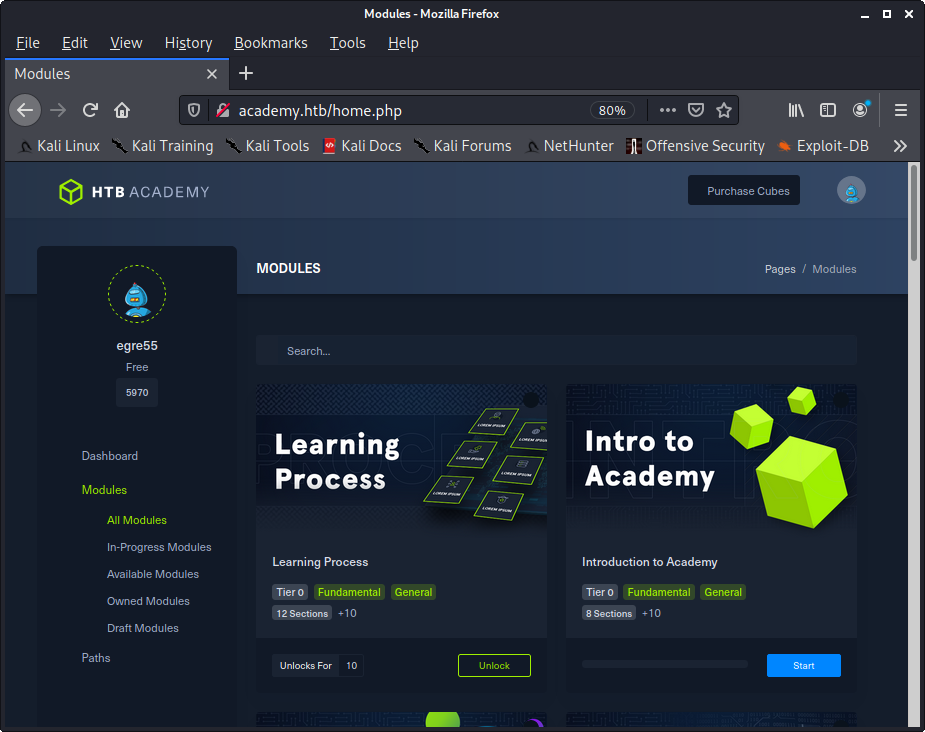 Modules - Mozilla Firefox
File Edit View History Bookmarks Tools Help
Modules
academy.htb/home.php 80%
Kali Linux Kali Training Kali Tools Kali Docs Kali Forums NetHunter Offensive Security Exploit-DB
HTB ACADEMY
Purchase Cubes
MODULES
Pages / Modules
egre55
Free
5970
Dashboard
Modules
All Modules
In-Progress Modules
Available Modules
Owned Modules
Draft Modules
Paths
Search...
Learning
Process
LOREM IPSUM
LOREM IPSUM
LOREM IPSUM
LOREM IPSUM
LOREM IPSUM
LOREM IPSUM
Learning Process
Tier 0 Fundamental General
12 Sections +10
Unlocks For 10 Unlock
Intro to
Academy
Introduction to Academy
Tier 0 Fundamental General
8 Sections +10
Start